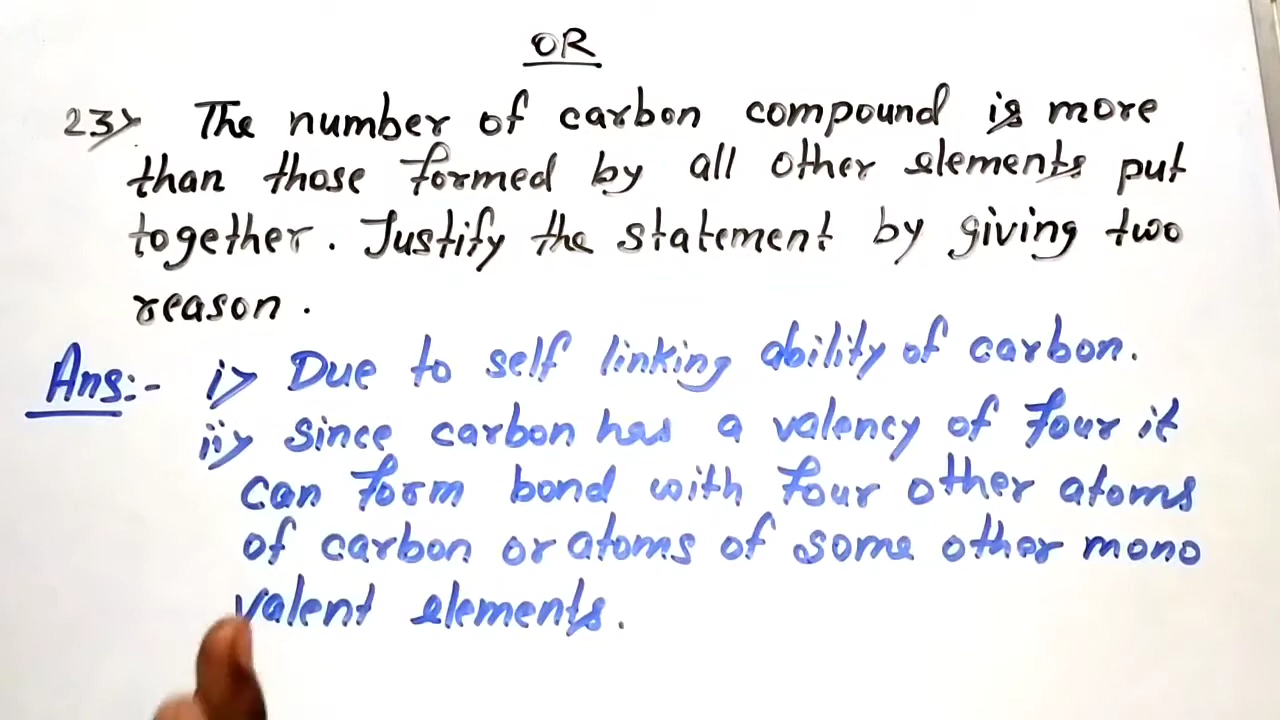 OR
23> The number of carbon compound is more
than those formed by all other elements put
together. Justify the statement by giving two
reason.
Ans:- i> Due to self linking ability of carbon.
ii> Since carbon has a valency of four it
can form bond with four other atoms
of carbon or atoms of some other mono
valent elements.